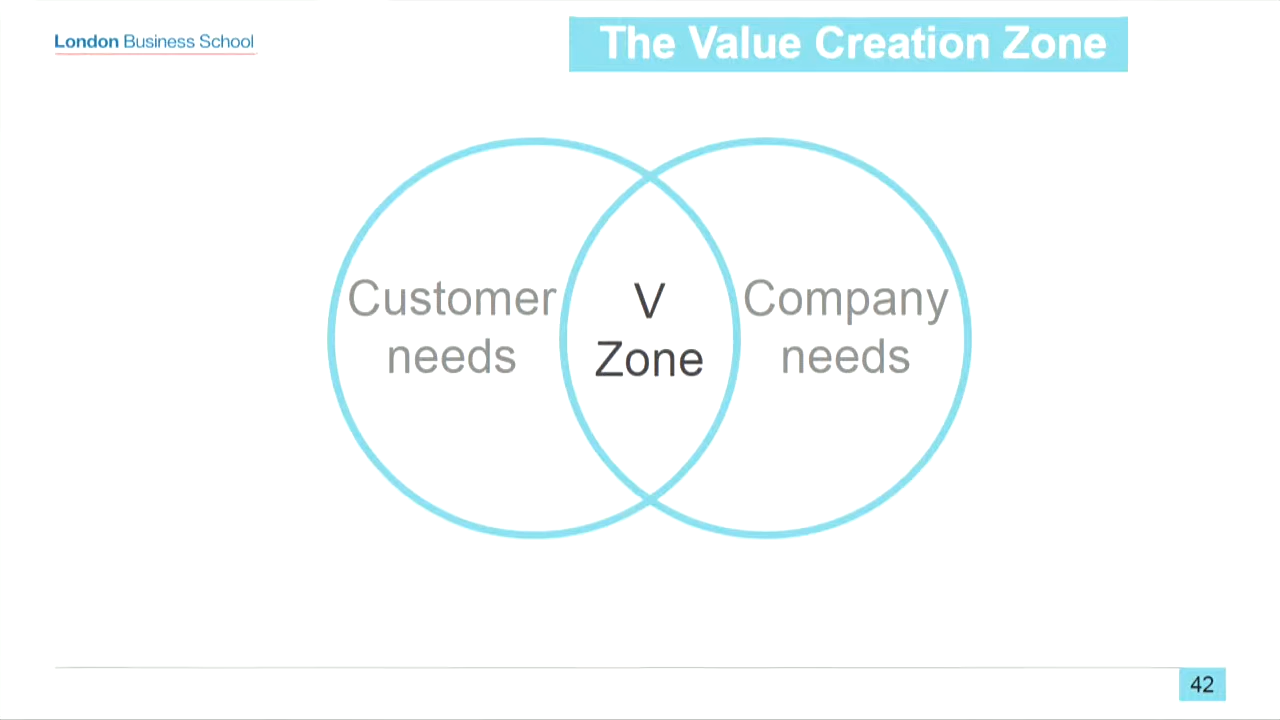 London Business School
The Value Creation Zone
Customer
needs
V
Zone
Company
needs
42